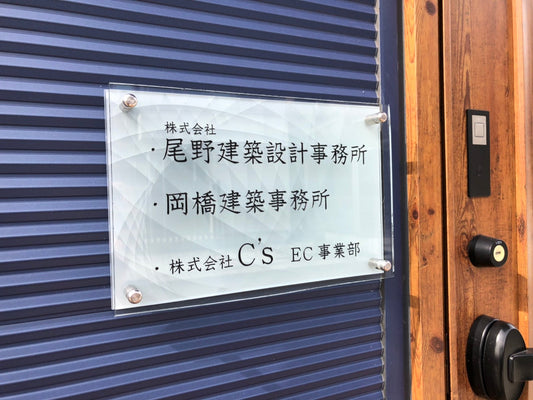 株式会社
・尾野建築設計事務所
・岡橋建築事務所
・株式会社C's EC事業部